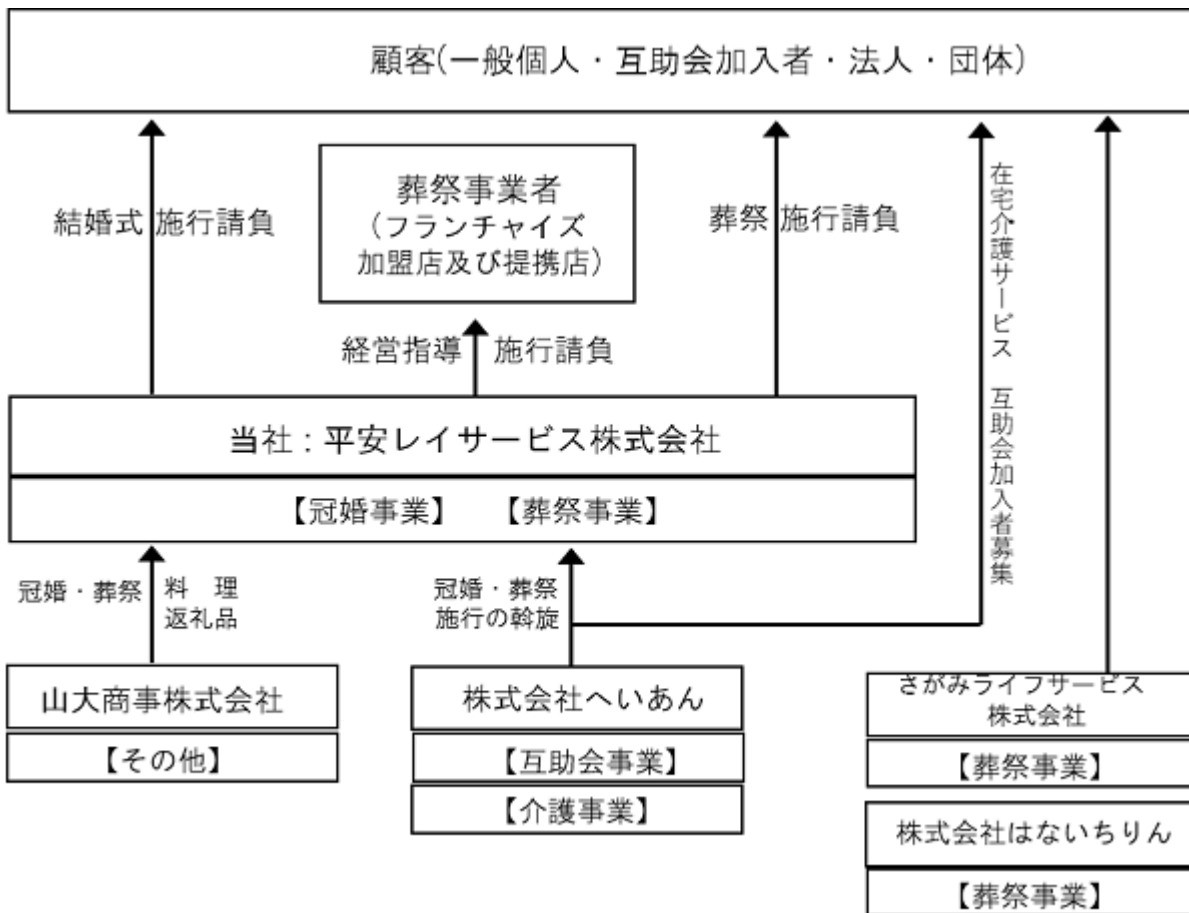 顧客(一般個人・互助会加入者・法人・団体)
結婚式 施行請負
葬祭事業者
(フランチャイズ
加盟店及び提携店)
葬祭 施行請負
在宅介護サービス 互助会加入者募集
経営指導 施行請負
当社：平安レイサービス株式会社
【冠婚事業】 【葬祭事業】
冠婚・葬祭
料 理
返礼品
冠婚・葬祭
施行の斡旋
山大商事株式会社
【その他】
株式会社へいあん
【互助会事業】
【介護事業】
さがみライフサービス
株式会社
【葬祭事業】
株式会社はないちりん
【葬祭事業】